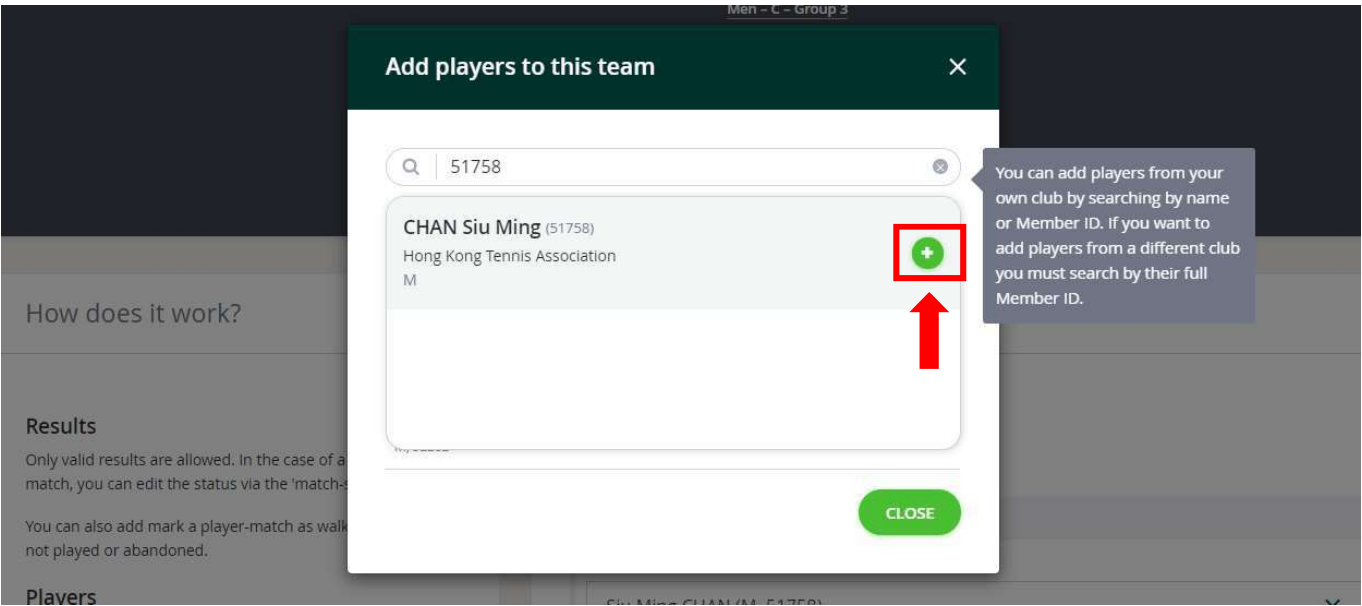 Men – C – Group 3
Add players to this team
51758
CHAN Siu Ming (51758)
Hong Kong Tennis Association
M
You can add players from your
own club by searching by name
or Member ID. If you want to
add players from a different club
you must search by their full
Member ID.
How does it work?
Results
Only valid results are allowed. In the case of a
match, you can edit the status via the 'match-s
You can also add mark a player-match as walk
not played or abandoned.
CLOSE
Players
Siu Ming CHAN (M, 51758)